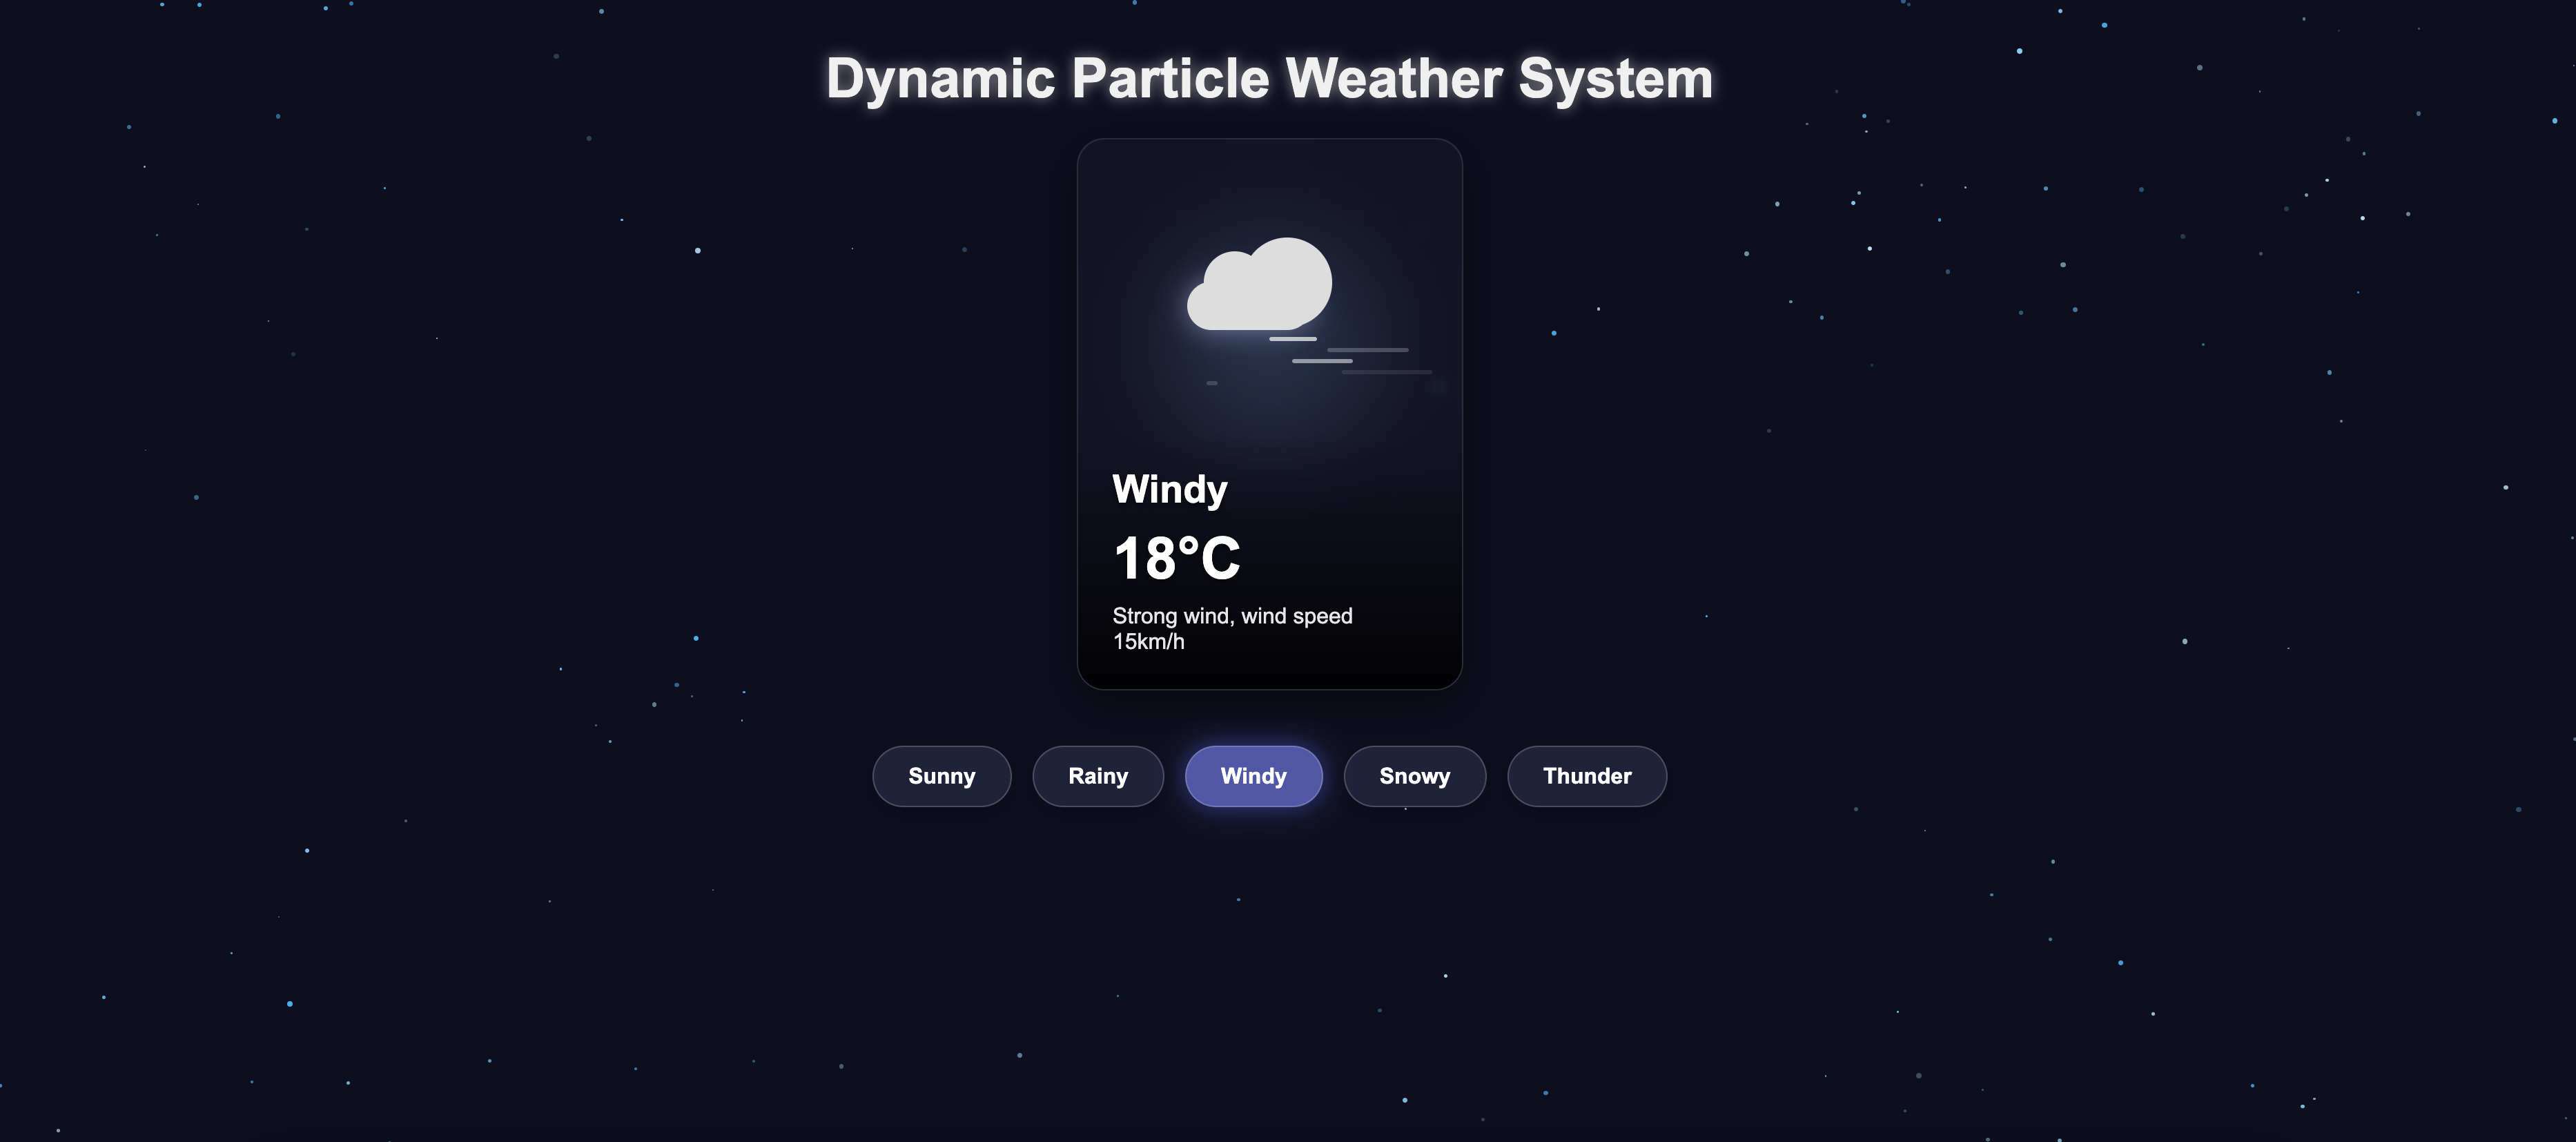 Dynamic Particle Weather System
Windy
18°C
Strong wind, wind speed
15km/h
Sunny
Rainy
Windy
Snowy
Thunder